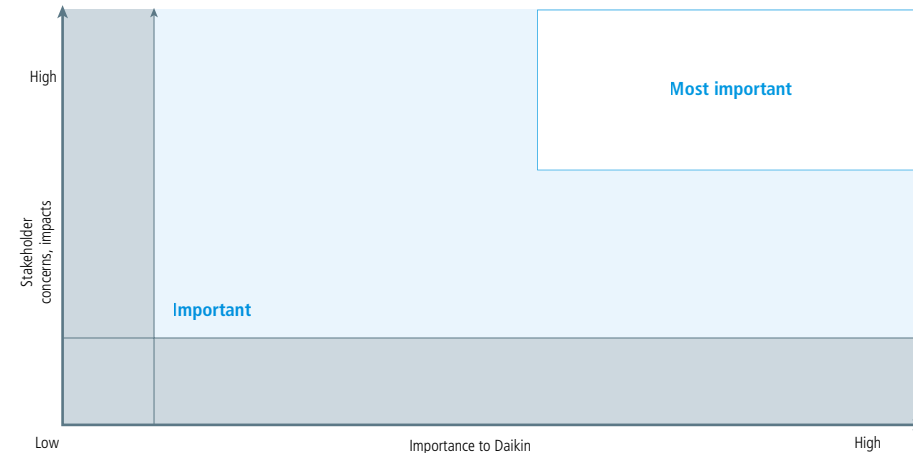 High
Most important
Stakeholder
concerns, impacts
Important
Low
Importance to Daikin
High